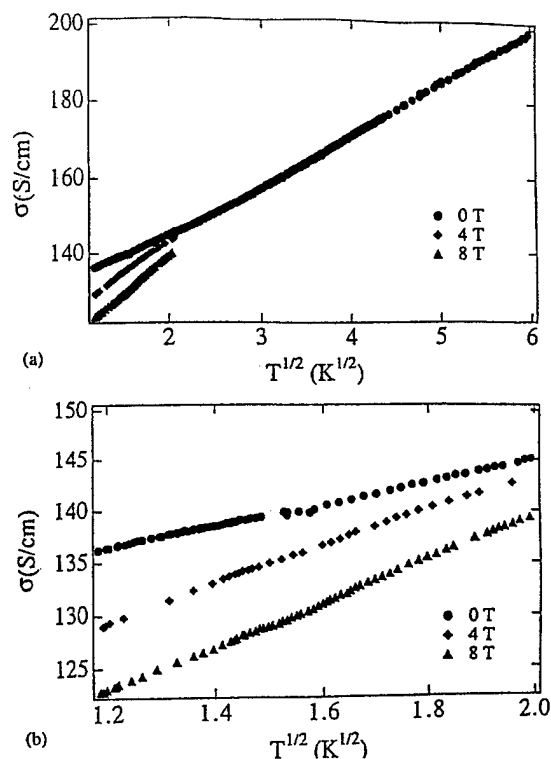 200
180
160
140
σ(S/cm)
● 0 T
♦ 4 T
▲ 8 T
2 3 4 5 6
(a)
T^{1/2} (K^{1/2})
150
145
140
135
130
125
σ(S/cm)
● 0 T
♦ 4 T
▲ 8 T
1.2 1.4 1.6 1.8 2.0
(b)
T^{1/2} (K^{1/2})